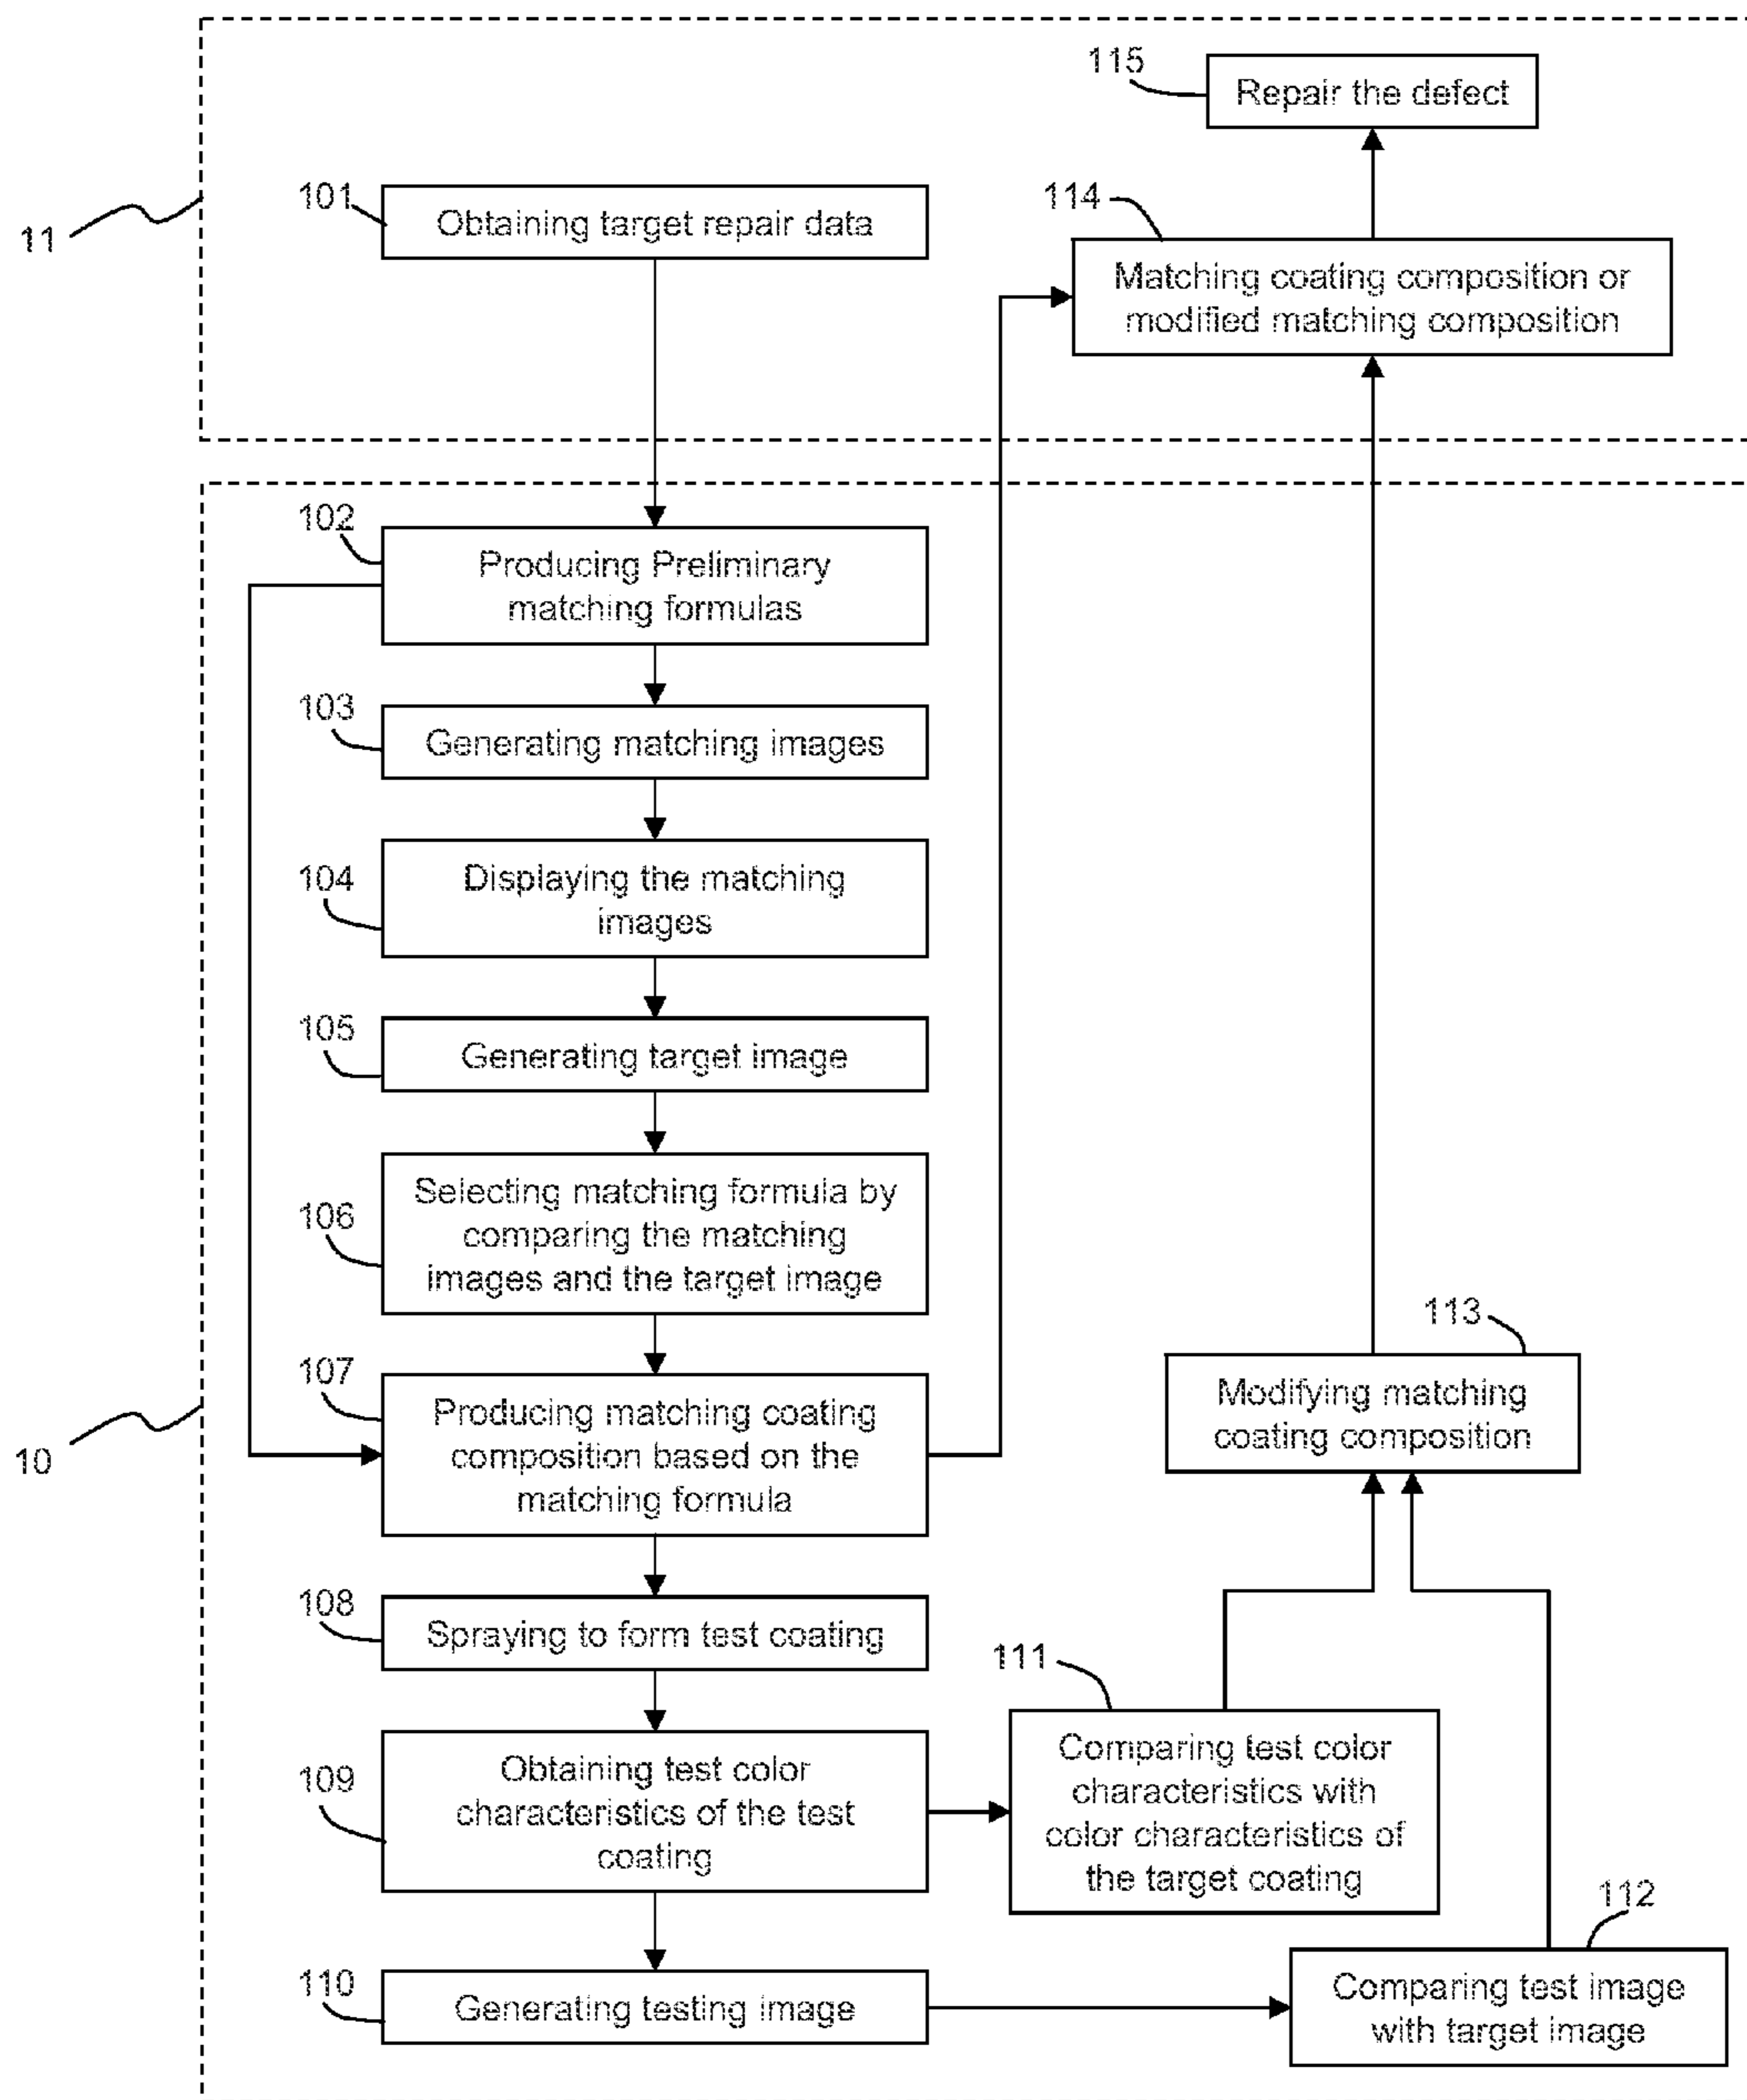 115
Repair the defect
101
Obtaining target repair data
114
Matching coating composition or
modified matching composition
11
102
Producing Preliminary
matching formulas
103
Generating matching images
104
Displaying the matching
images
105
Generating target image
106
Selecting matching formula by
comparing the matching
images and the target image
107
Producing matching coating
composition based on the
matching formula
113
Modifying matching
coating composition
10
108
Spraying to form test coating
109
Obtaining test color
characteristics of the test
coating
111
Comparing test color
characteristics with
color characteristics of
the target coating
110
Generating testing image
112
Comparing test image
with target image